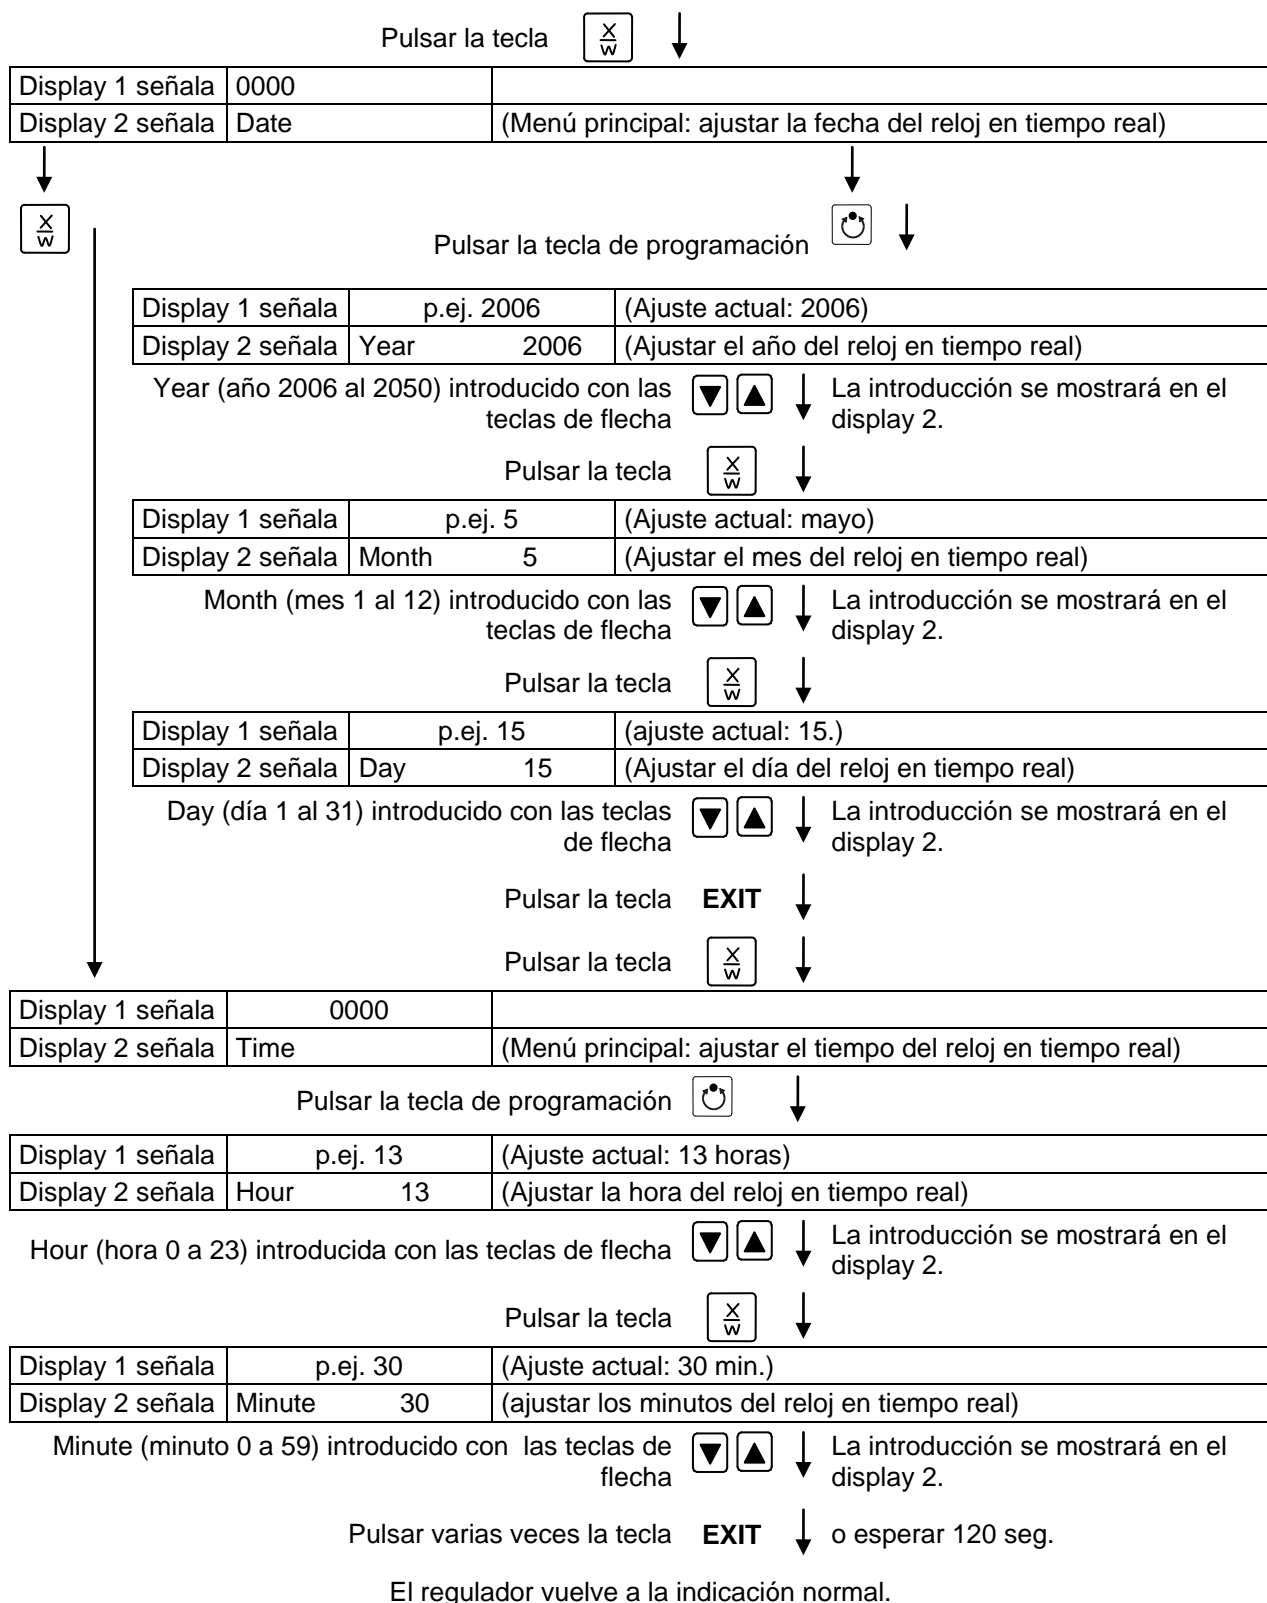 Pulsar la tecla X W
Display 1 señala 0000
Display 2 señala Date (Menú principal: ajustar la fecha del reloj en tiempo real)
X W
Pulsar la tecla de programación
Display 1 señala p.ej. 2006 (Ajuste actual: 2006)
Display 2 señala Year 2006 (Ajustar el año del reloj en tiempo real)
Year (año 2006 al 2050) introducido con las
teclas de flecha
La introducción se mostrará en el
display 2.
Pulsar la tecla X W
Display 1 señala p.ej. 5 (Ajuste actual: mayo)
Display 2 señala Month 5 (Ajustar el mes del reloj en tiempo real)
Month (mes 1 al 12) introducido con las
teclas de flecha
La introducción se mostrará en el
display 2.
Pulsar la tecla X W
Display 1 señala p.ej. 15 (ajuste actual: 15.)
Display 2 señala Day 15 (Ajustar el día del reloj en tiempo real)
Day (día 1 al 31) introducido con las teclas
de flecha
La introducción se mostrará en el
display 2.
Pulsar la tecla EXIT
Pulsar la tecla X W
Display 1 señala 0000
Display 2 señala Time (Menú principal: ajustar el tiempo del reloj en tiempo real)
Pulsar la tecla de programación
Display 1 señala p.ej. 13 (Ajuste actual: 13 horas)
Display 2 señala Hour 13 (Ajustar la hora del reloj en tiempo real)
Hour (hora 0 a 23) introducida con las teclas de flecha
La introducción se mostrará en el
display 2.
Pulsar la tecla X W
Display 1 señala p.ej. 30 (Ajuste actual: 30 min.)
Display 2 señala Minute 30 (ajustar los minutos del reloj en tiempo real)
Minute (minuto 0 a 59) introducido con las teclas de
flecha
La introducción se mostrará en el
display 2.
Pulsar varias veces la tecla EXIT o esperar 120 seg.
El regulador vuelve a la indicación normal.